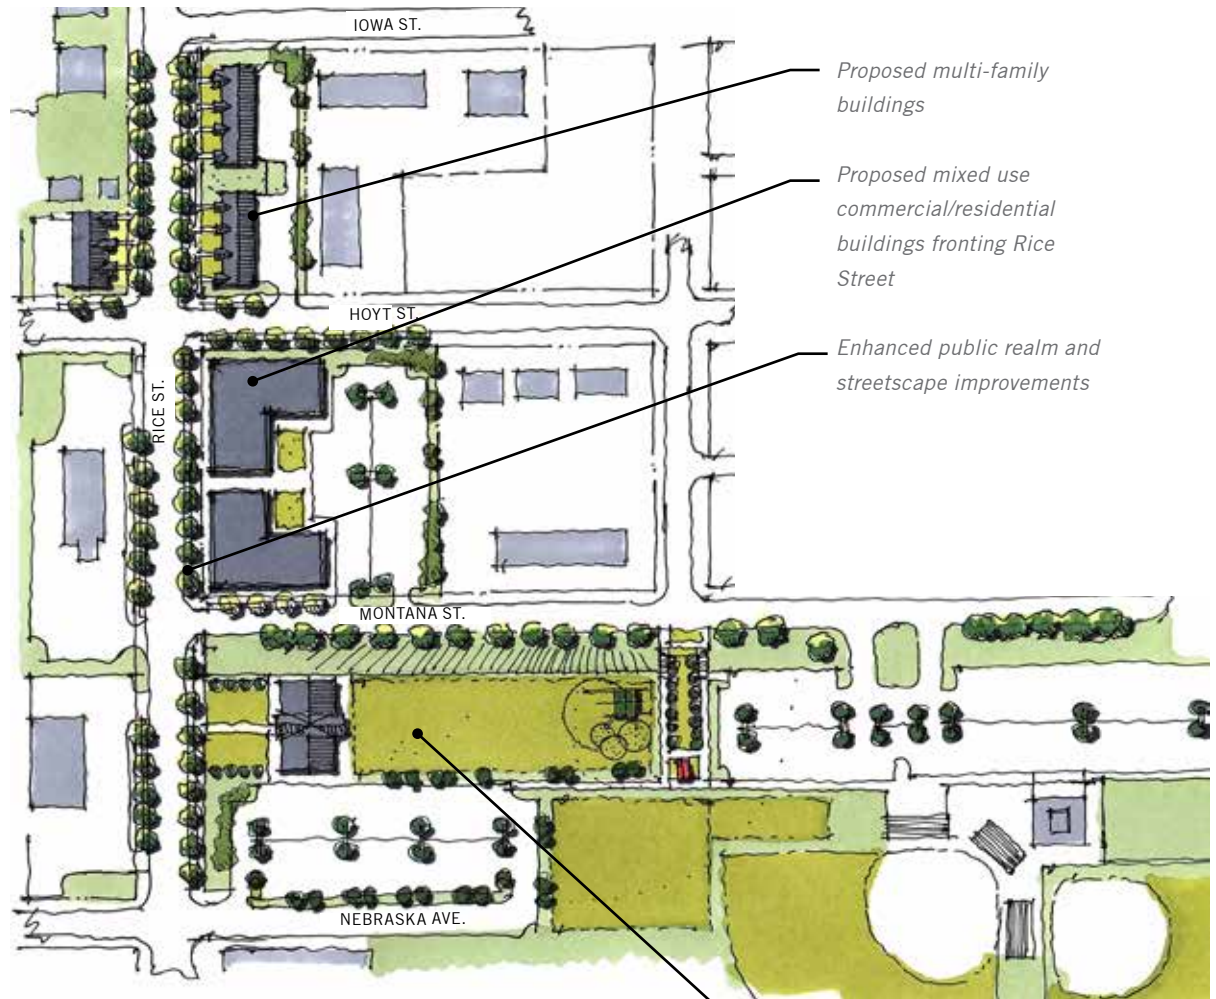 IOWA ST.
Proposed multi-family
buildings
Proposed mixed use
commercial/residential
buildings fronting Rice
Street
HOYT ST.
Enhanced public realm and
streetscape improvements
RICE ST.
MONTANA ST.
NEBRASKA AVE.